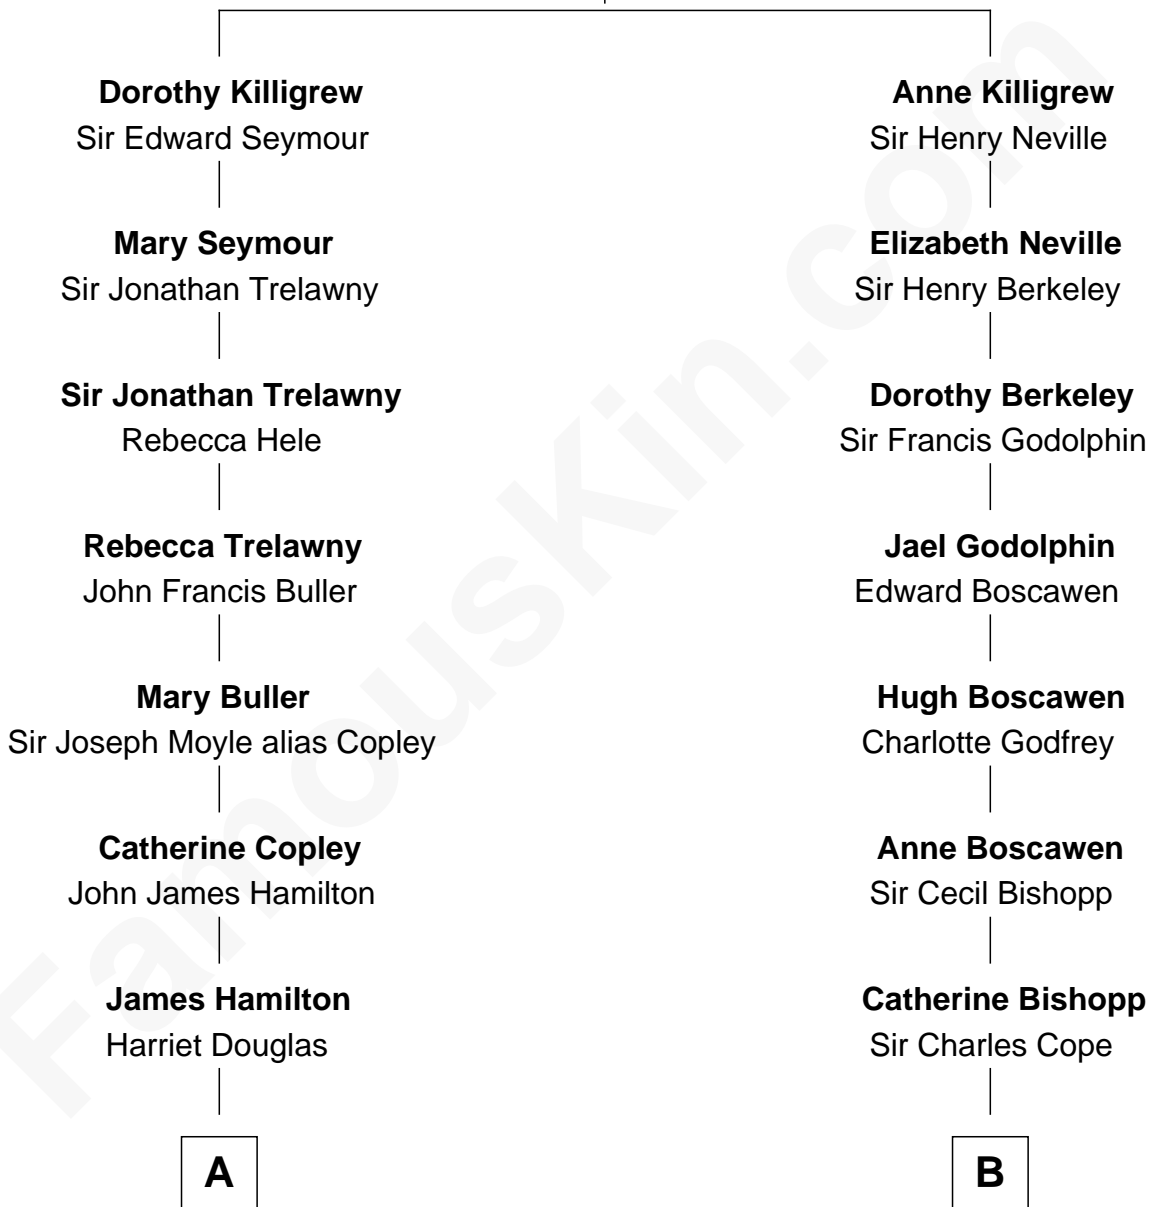 Dorothy Killigrew
Sir Edward Seymour
Mary Seymour
Sir Jonathan Trelawny
Sir Jonathan Trelawny
Rebecca Hele
Rebecca Trelawny
John Francis Buller
Mary Buller
Sir Joseph Moyle alias Copley
Catherine Copley
John James Hamilton
James Hamilton
Harriet Douglas
A
Anne Killigrew
Sir Henry Neville
Elizabeth Neville
Sir Henry Berkeley
Dorothy Berkeley
Sir Francis Godolphin
Jael Godolphin
Edward Boscawen
Hugh Boscawen
Charlotte Godfrey
Anne Boscawen
Sir Cecil Bishopp
Catherine Bishopp
Sir Charles Cope
B
FamousKin.com